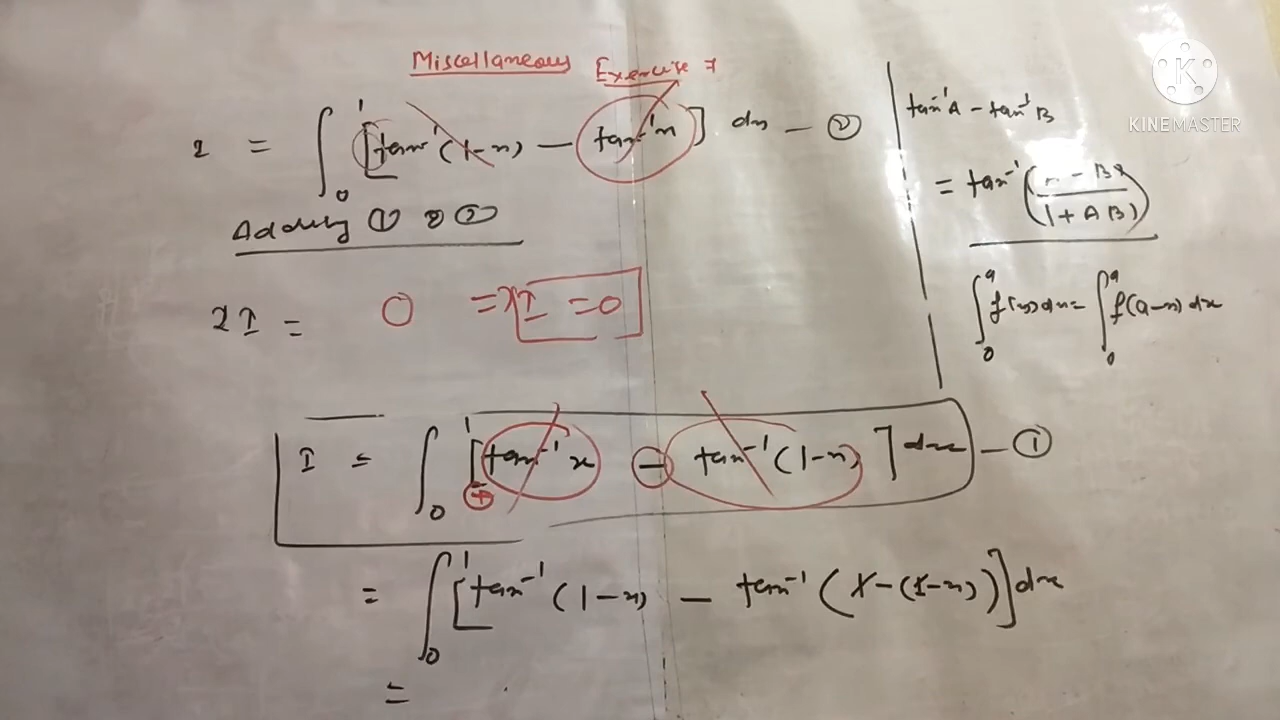 Miscellaneous Exercise 7
I = ∫₀¹ [tan⁻¹(1-x) - tan⁻¹x] dx - ②
Adding ① & ②
2I = 0 ⇒ I = 0
I = ∫₀¹ [tan⁻¹ x - tan⁻¹(1-x)] dx - ①
+
= ∫₀¹ [tan⁻¹(1-x) - tan⁻¹(1-(1-x))] dx
=
tan⁻¹A - tan⁻¹B
= tan⁻¹(A-B/1+AB)
∫₀ᵃ f(x)dx = ∫₀ᵃ f(a-x) dx
KINEMASTER